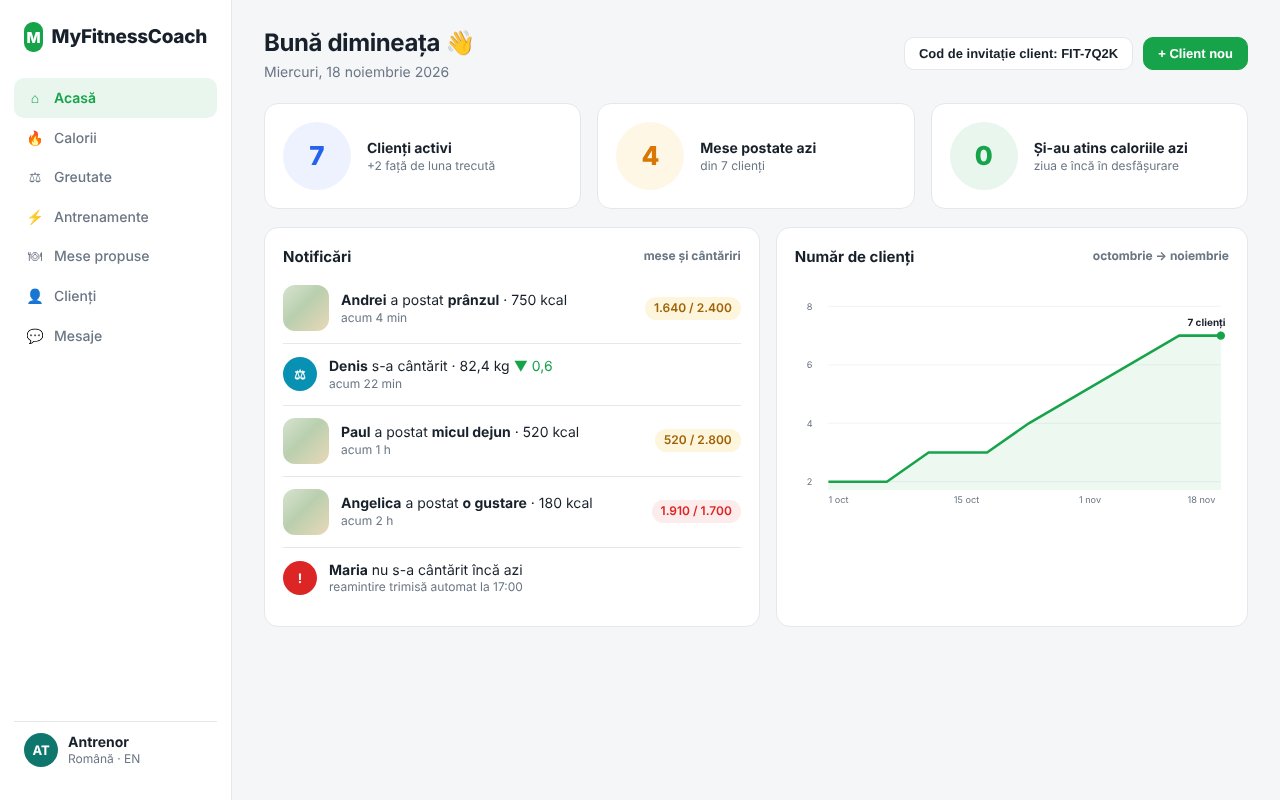 M MyFitnessCoach
Acasă
Calorii
Greutate
Antrenamente
Mese propuse
Clienți
Mesaje
AT
Antrenor
Română · EN
Bună dimineața 👋
Miercuri, 18 noiembrie 2026
Cod de invitație client: FIT-7Q2K
+ Client nou
7
Clienți activi
+2 față de luna trecută
4
Mese postate azi
din 7 clienți
0
Și-au atins caloriile azi
ziua e încă în desfășurare
Notificări
mese și cântăriri
Andrei a postat prânzul · 750 kcal
acum 4 min
1.640 / 2.400
Denis s-a cântărit · 82,4 kg ▼ 0,6
acum 22 min
Paul a postat micul dejun · 520 kcal
acum 1 h
520 / 2.800
Angelica a postat o gustare · 180 kcal
acum 2 h
1.910 / 1.700
!
Maria nu s-a cântărit încă azi
reamintire trimisă automat la 17:00
Număr de clienți
octombrie → noiembrie
8
7 clienți
6
4
2
1 oct
15 oct
1 nov
18 nov